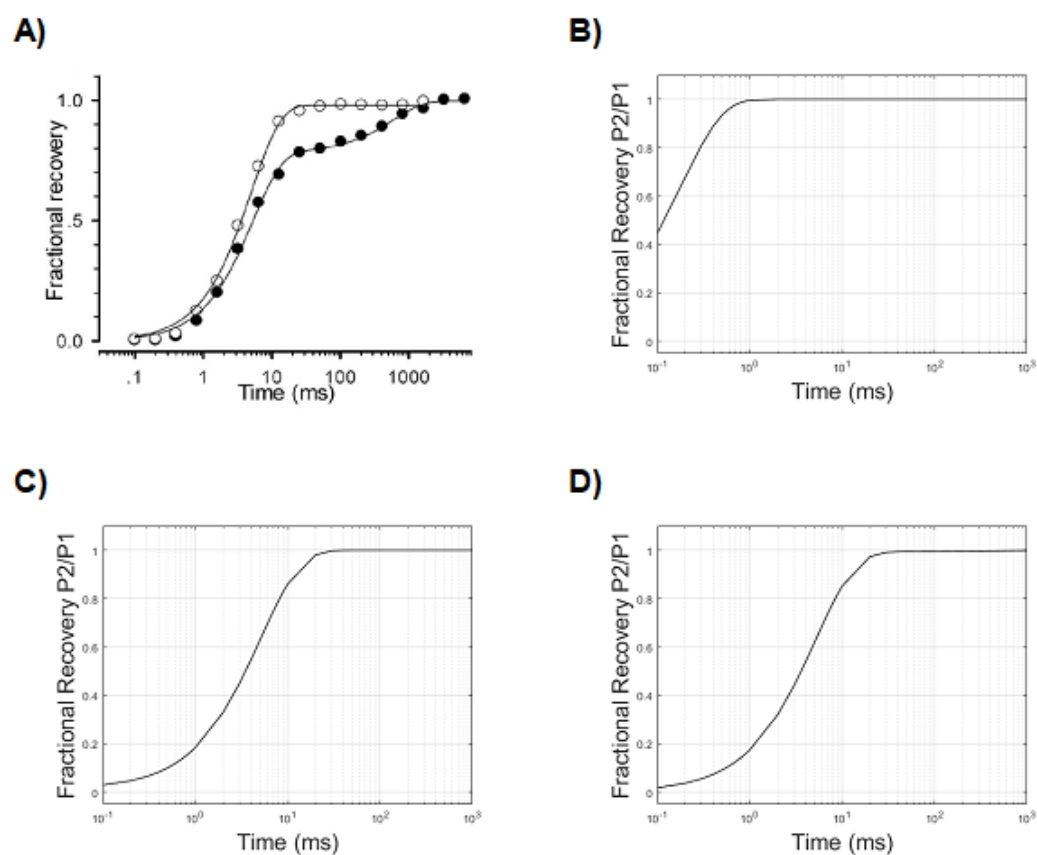 A)
Fractional recovery
1.0
.5
0.0
.1 1 10 100 1000
Time (ms)
B)
Fractional Recovery P2/P1
1
0.8
0.6
0.4
0.2
0
10-1 100 101 102 103
Time (ms)
C)
Fractional Recovery P2/P1
1
0.8
0.6
0.4
0.2
0
10-1 100 101 102 103
Time (ms)
D)
Fractional Recovery P2/P1
1
0.8
0.6
0.4
0.2
0
10-1 100 101 102 103
Time (ms)